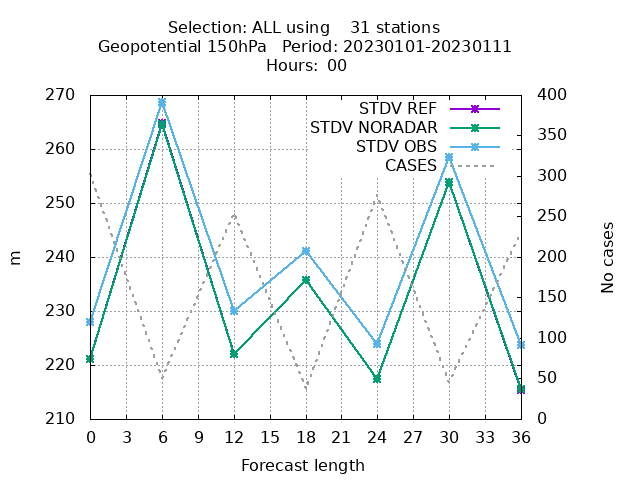 Selection: ALL using    31 stations
Geopotential 150hPa   Period: 20230101-20230111
Hours:  00
270 400
STDV REF
350
STDV NORADAR
260
STDV OBS
CASES
300
250
250
240 200
m
No cases
150
230
100
220
50
210 0
0 3 6 9 12 15 18 21 24 27 30 33 36
Forecast length